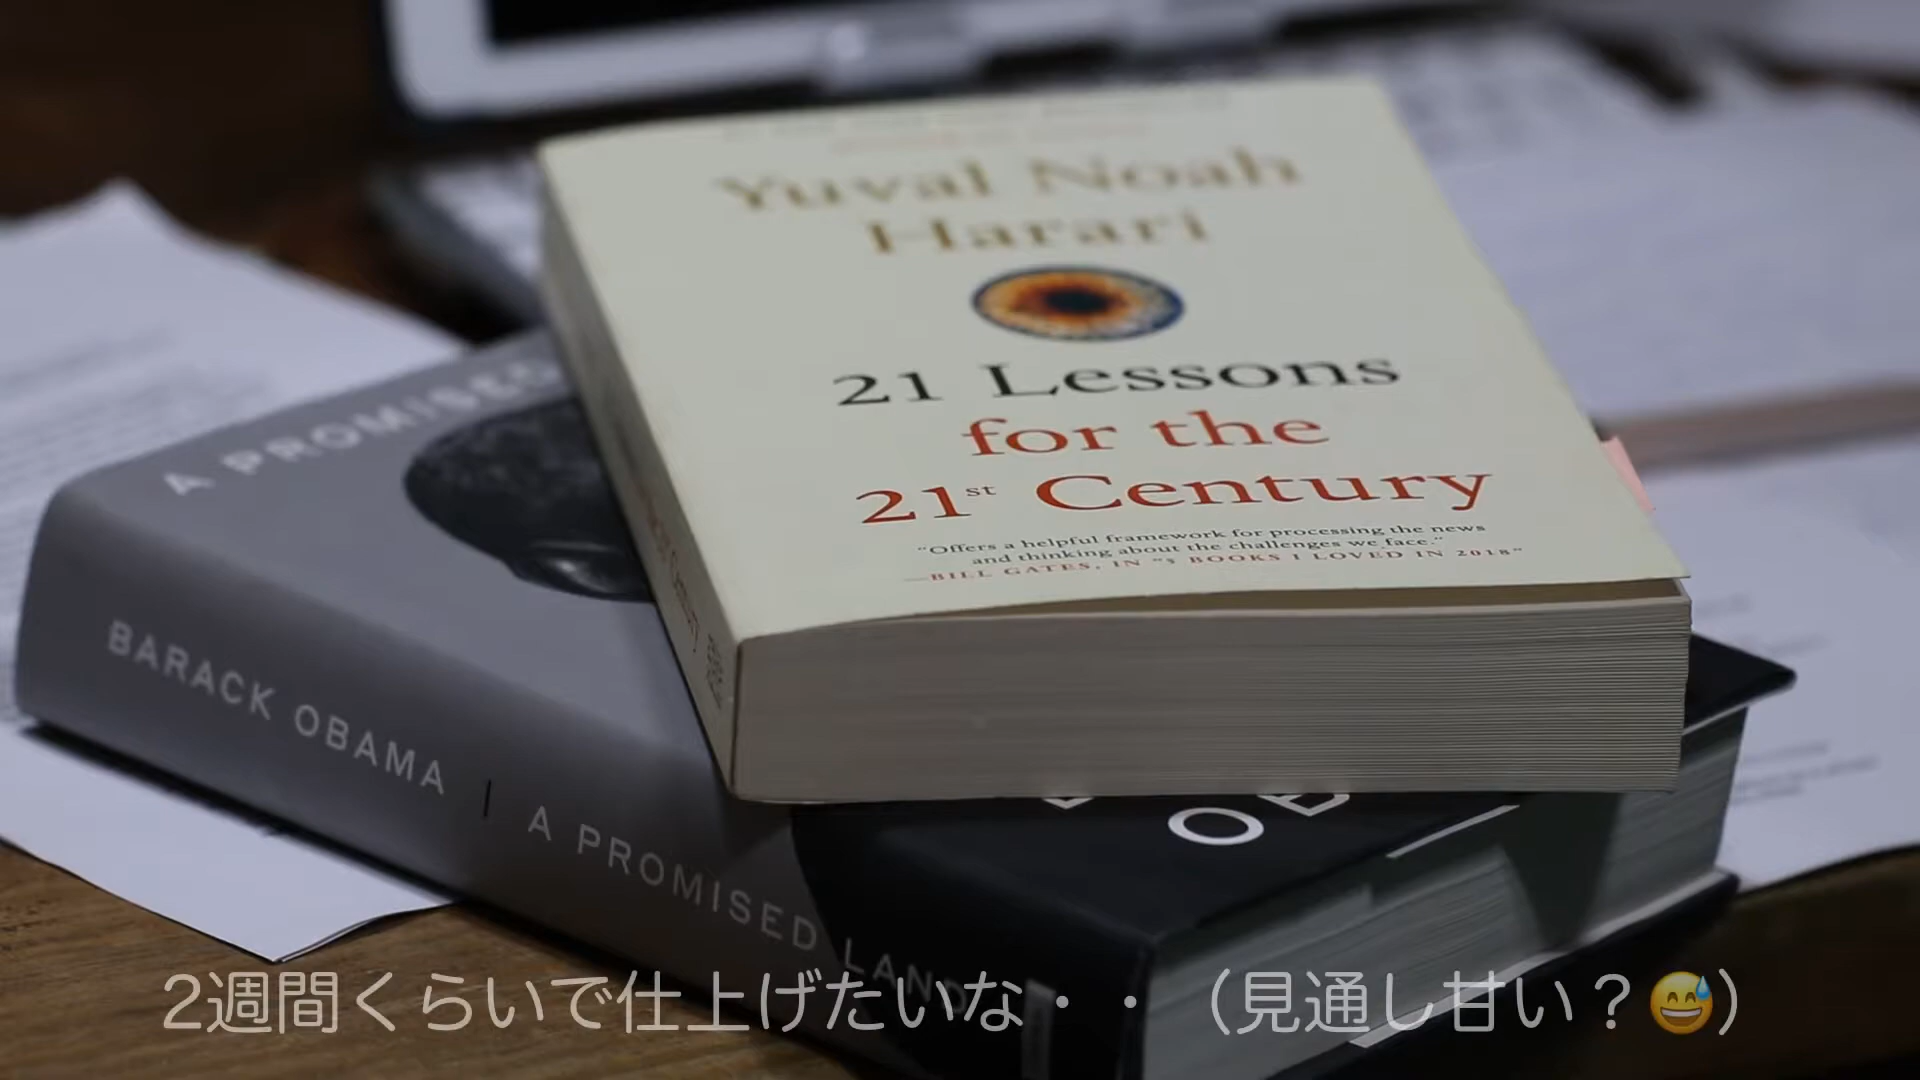 Yuval Noah
Harari
21 Lessons
for the
21st Century
"Offers a helpful framework for processing the news
and thinking about the challenges we face."
—BILL GATES, IN "5 BOOKS I LOVED IN 2018"
A PROMISED
BARACK OBAMA | A PROMISED LAND
2週間くらいで仕上げたいな・・（見通し甘い？😅）